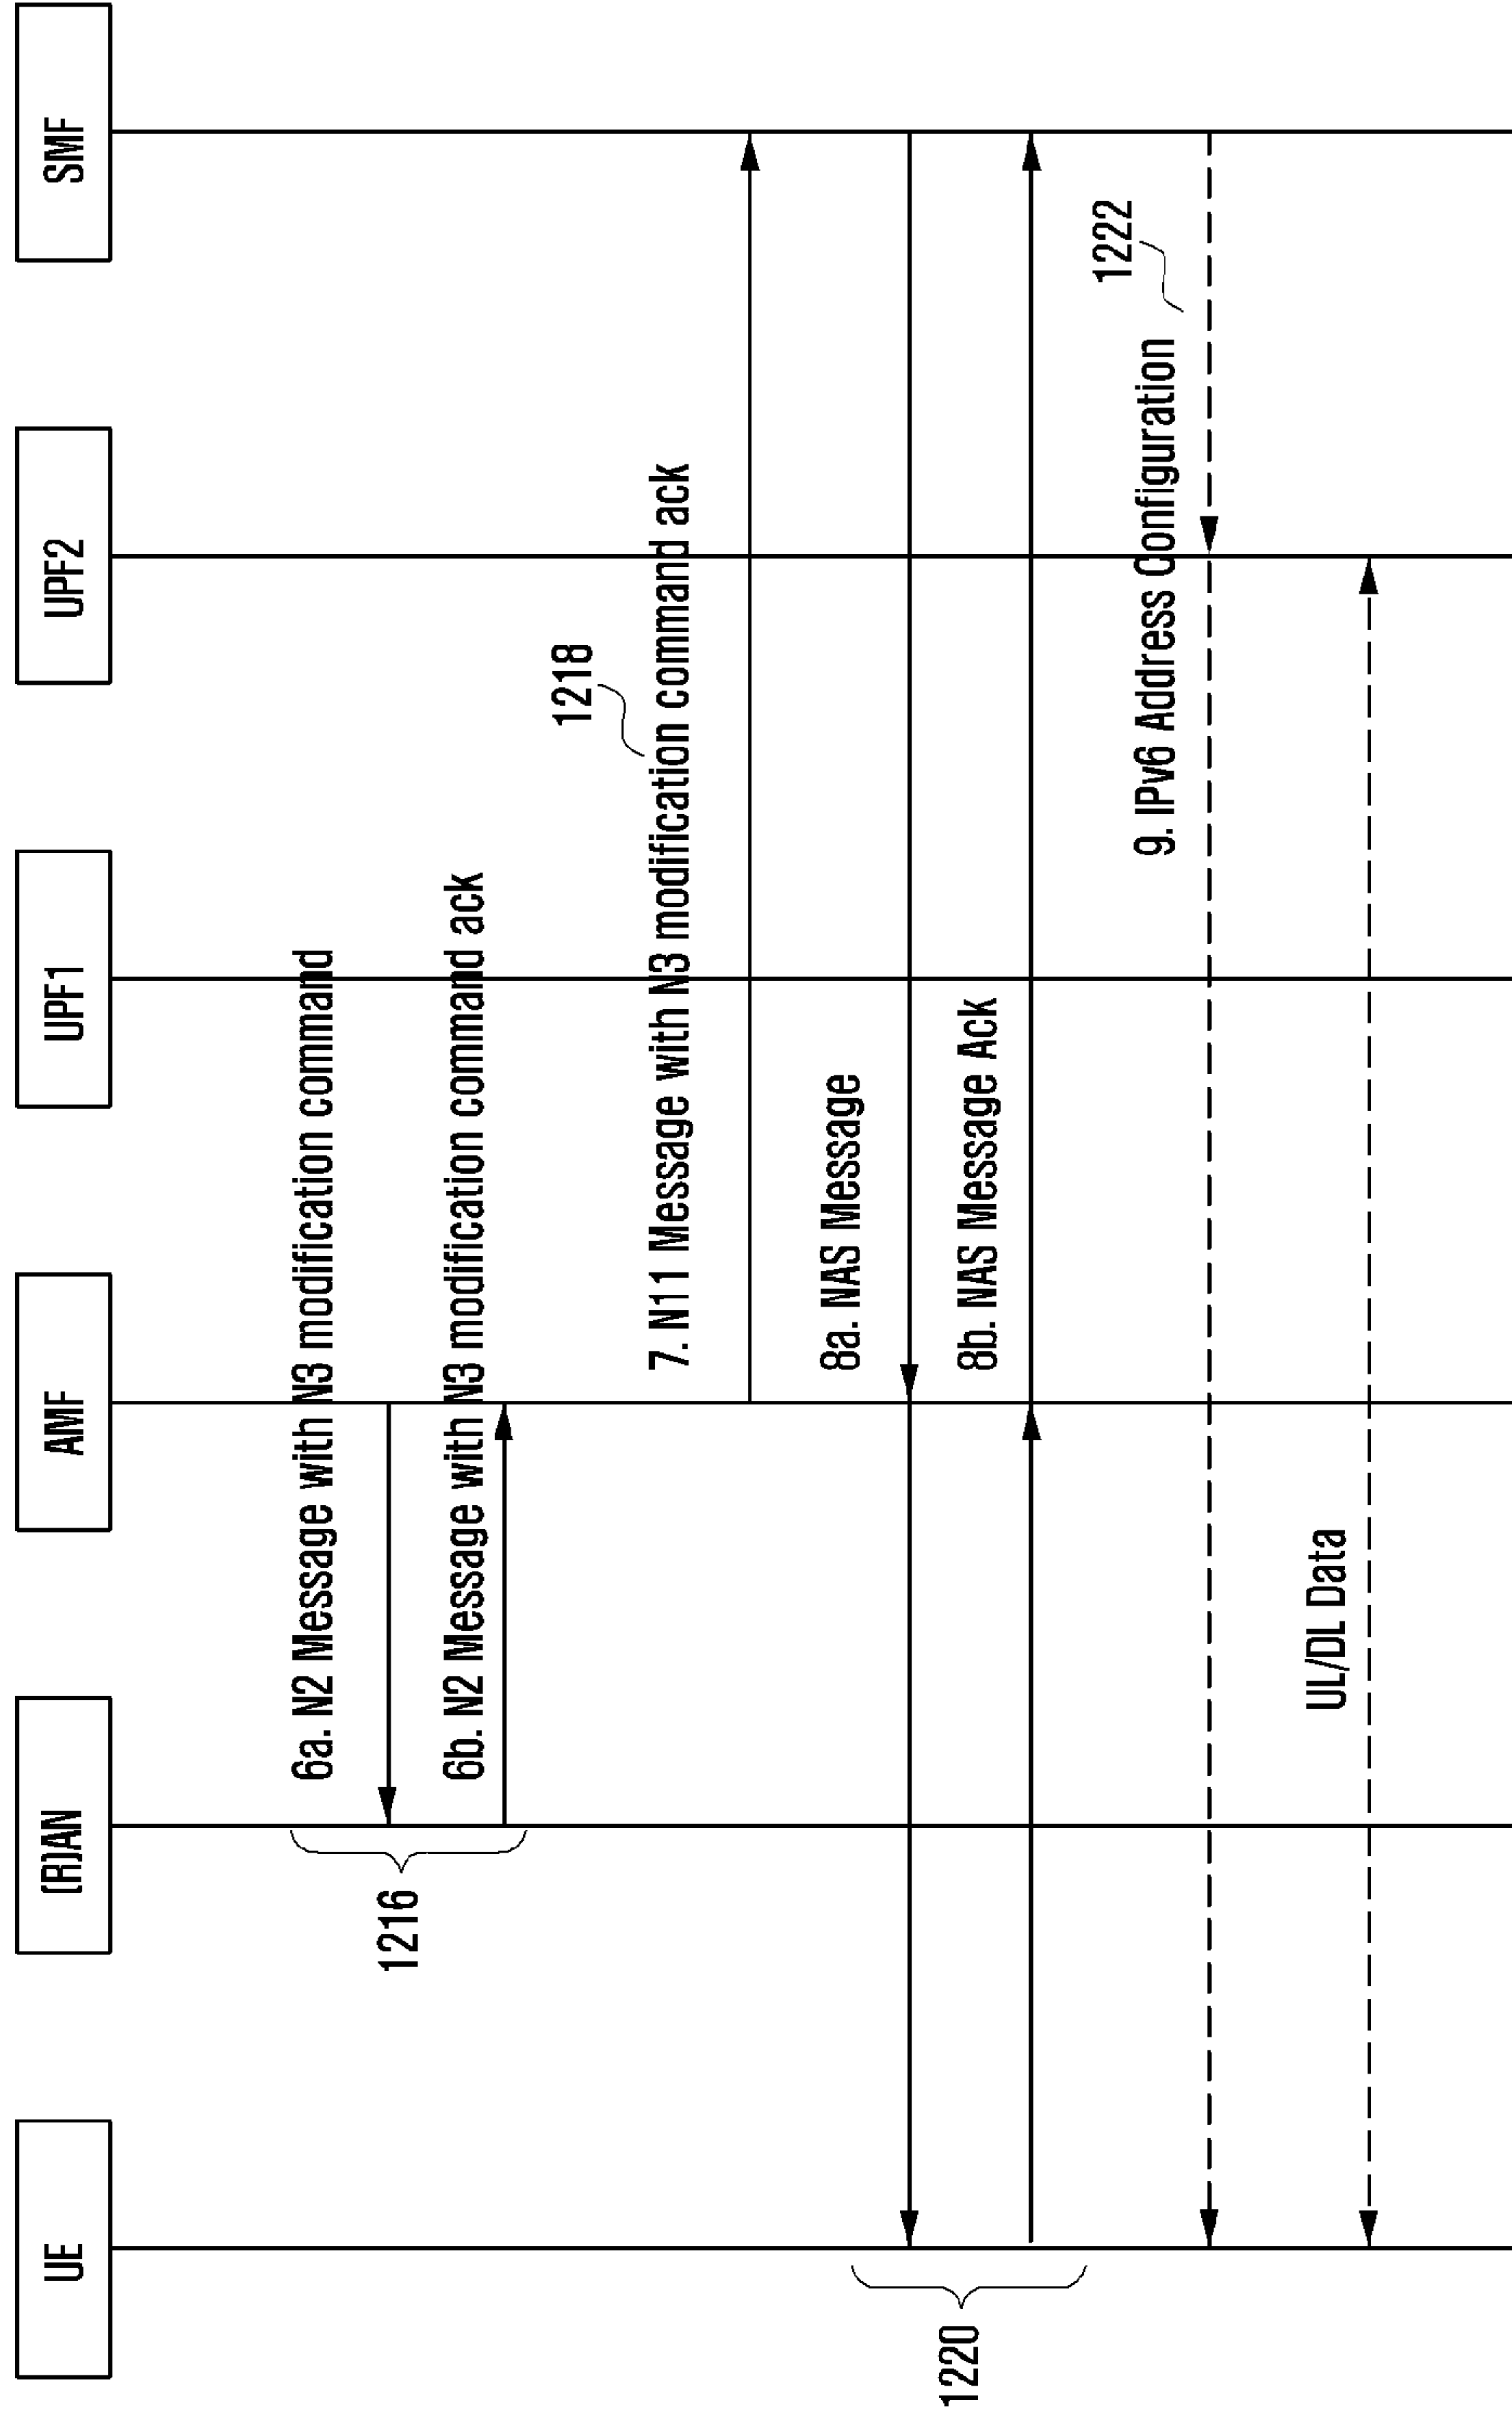 UE
(R)AN
AMF
UPF1
UPF2
SMF
6a. N2 Message with N3 modification command
1216
6b. N2 Message with N3 modification command ack
1218
7. N11 Message with N3 modification command ack
8a. NAS Message
1220
8b. NAS Message Ack
1222
9. IPv6 Address Configuration
UL/DL Data